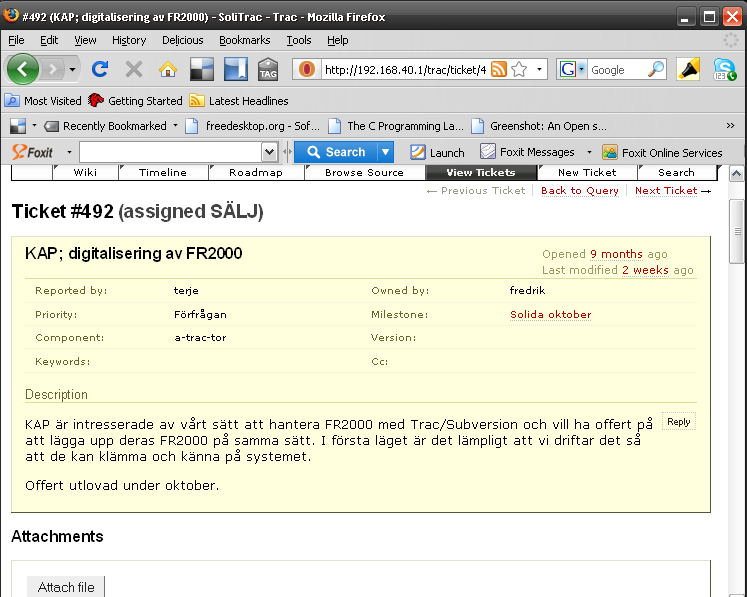 #492 (KAP; digitalisering av FR2000) - SoliTrac - Trac - Mozilla Firefox
File Edit View History Delicious Bookmarks Tools Help
TAG http://192.168.40.1/trac/ticket/4 G Google 123
Most Visited Getting Started Latest Headlines
Recently Bookmarked freedesktop.org - Sof... The C Programming La... Greenshot: An Open s... »
Foxit Search Launch Foxit Messages Foxit Online Services
Wiki Timeline Roadmap Browse Source View Tickets New Ticket Search
← Previous Ticket Back to Query Next Ticket →
Ticket #492 (assigned SÄLJ)
KAP; digitalisering av FR2000
Opened 9 months ago
Last modified 2 weeks ago
Reported by: terje Owned by: fredrik
Priority: Förfrågan Milestone: Solida oktober
Component: a-trac-tor Version:
Keywords: Cc:
Description
Reply
KAP är intresserade av vårt sätt att hantera FR2000 med Trac/Subversion och vill ha offert på
att lägga upp deras FR2000 på samma sätt. I första läget är det lämpligt att vi driftar det så
att de kan klämma och känna på systemet.
Offert utlovad under oktober.
Attachments
Attach file